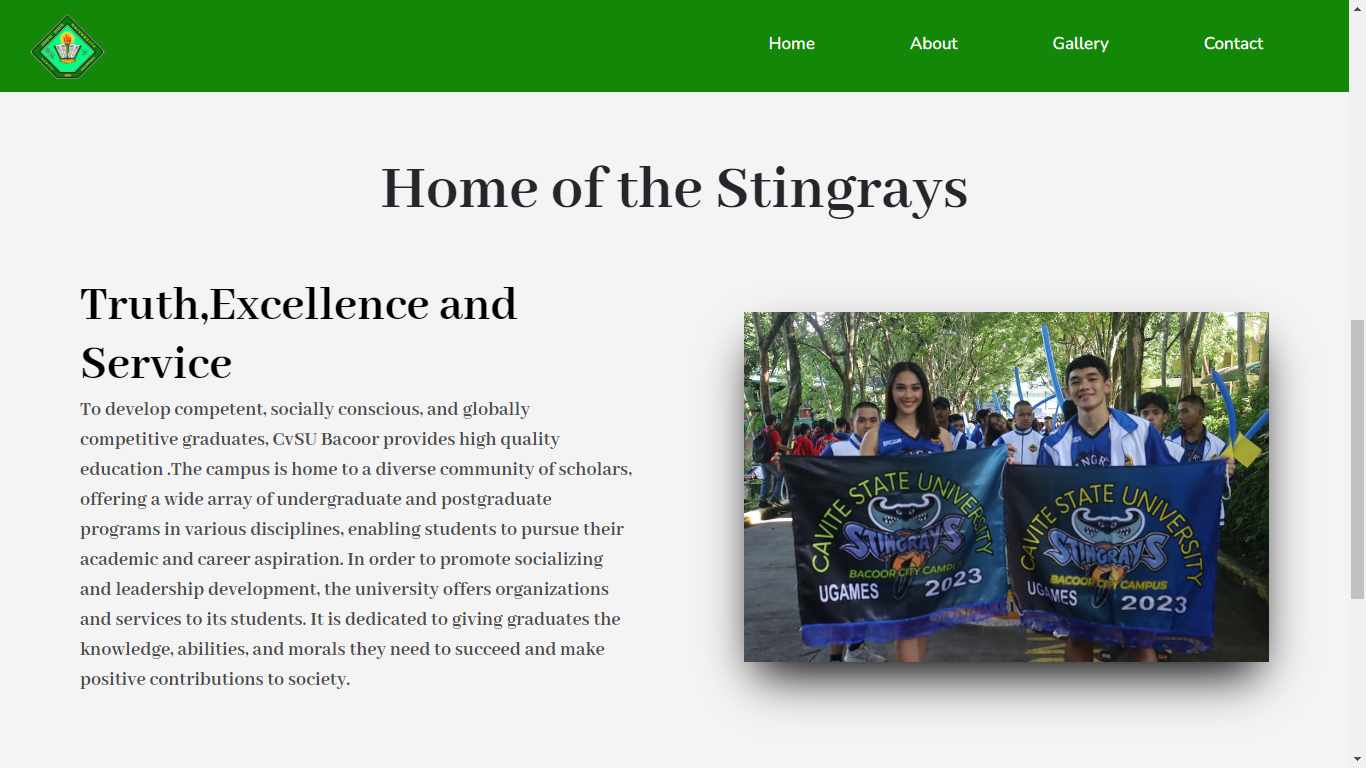 Home About Gallery Contact
Home of the Stingrays
Truth,Excellence and
Service
To develop competent, socially conscious, and globally
competitive graduates, CvSU Bacoor provides high quality
education .The campus is home to a diverse community of scholars,
offering a wide array of undergraduate and postgraduate
programs in various disciplines, enabling students to pursue their
academic and career aspiration. In order to promote socializing
and leadership development, the university offers organizations
and services to its students. It is dedicated to giving graduates the
knowledge, abilities, and morals they need to succeed and make
positive contributions to society.
CAVITE STATE UNIVERSITY
STINGRAYS
BACOOR CITY CAMPU
UGAMES 2023
CAVITE STATE UNIVERSITY
STINGRAYS
BACOOR CITY CAMPUS
UGAMES 2023